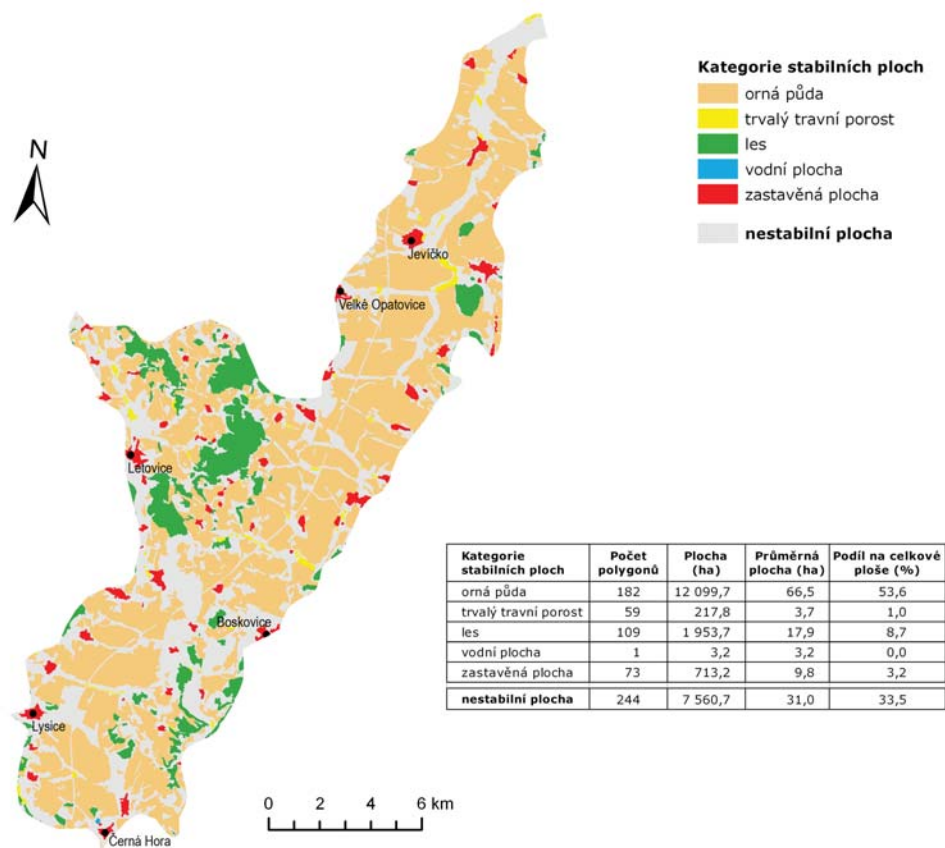 Kategorie stabilních ploch
orná půda
trvalý travní porost
les
vodní plocha
zastavěná plocha
nestabilní plocha
N
Jevíčko
Velké Opatovice
Letovice
Boskovice
Lysice
Černá Hora
0 2 4 6 km
Kategorie stabilních ploch Počet polygonů Plocha (ha) Průměrná plocha (ha) Podíl na celkové ploše (%)
orná půda 182 12 099,7 66,5 53,6
trvalý travní porost 59 217,8 3,7 1,0
les 109 1 953,7 17,9 8,7
vodní plocha 1 3,2 3,2 0,0
zastavěná plocha 73 713,2 9,8 3,2
nestabilní plocha 244 7 560,7 31,0 33,5